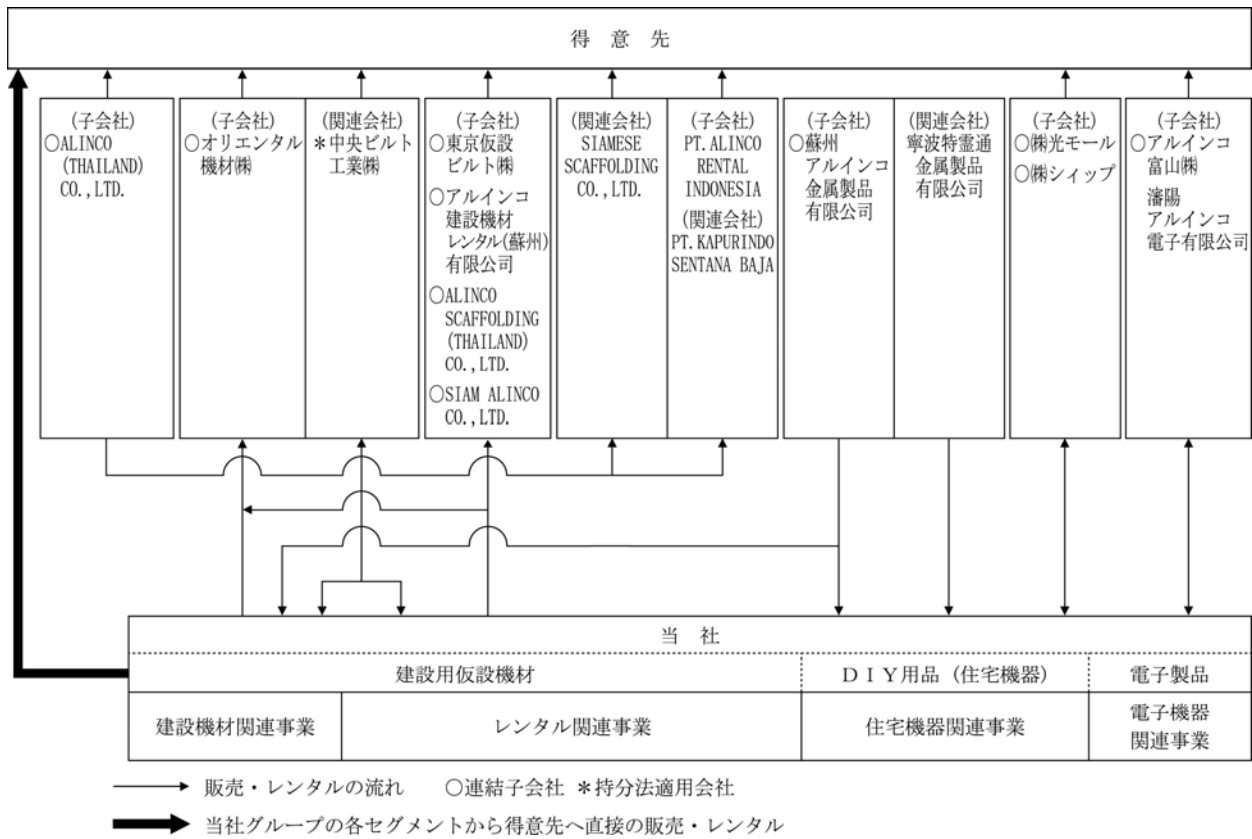 得 意 先
(子会社)
○ALINCO
(THAILAND)
CO.,LTD.
(子会社)
○オリエンタル
機材㈱
(関連会社)
＊中央ビルト
工業㈱
(子会社)
○東京仮設
ビルト㈱
○アルインコ
建設機材
レンタル(蘇州)
有限公司
○ALINCO
SCAFFOLDING
(THAILAND)
CO.,LTD.
○SIAM ALINCO
CO.,LTD.
(関連会社)
SIAMESE
SCAFFOLDING
CO.,LTD.
(子会社)
PT.ALINCO
RENTAL
INDONESIA
(関連会社)
PT.KAPURINDO
SENTANA BAJA
(子会社)
○蘇州
アルインコ
金属製品
有限公司
(関連会社)
寧波特霊通
金属製品
有限公司
(子会社)
○㈱光モール
○㈱シィップ
(子会社)
○アルインコ
富山㈱
瀋陽
アルインコ
電子有限公司
当 社
建設用仮設機材
ＤＩＹ用品（住宅機器）
電子製品
建設機材関連事業
レンタル関連事業
住宅機器関連事業
電子機器
関連事業
販売・レンタルの流れ ○連結子会社 ＊持分法適用会社
当社グループの各セグメントから得意先へ直接の販売・レンタル